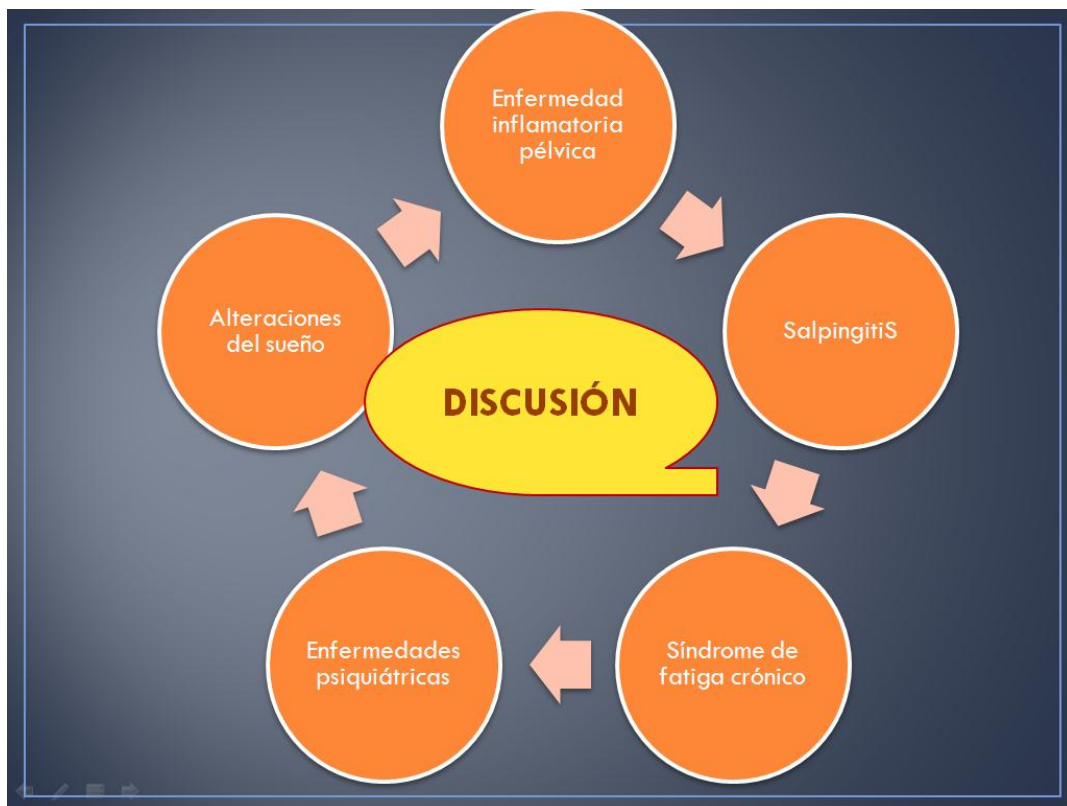 Enfermedad
inflamatoria
pélvica
SalpingitiS
Síndrome de
fatiga crónico
Enfermedades
psiquiátricas
Alteraciones
del sueño
DISCUSIÓN